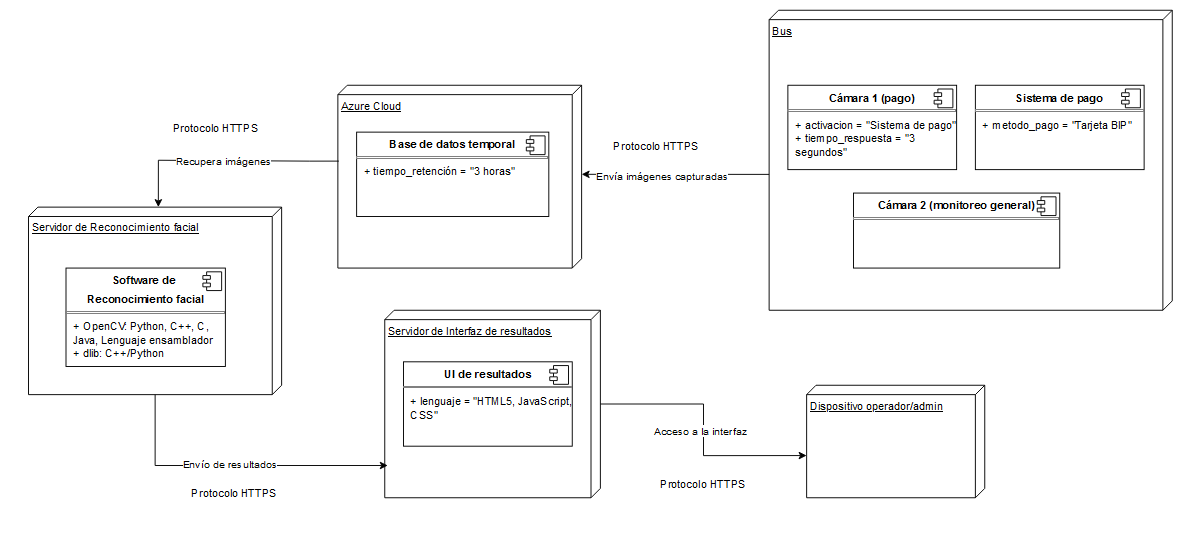 Bus
Cámara 1 (pago)
+ activacion = "Sistema de pago"
+ tiempo_respuesta = "3
segundos"
Sistema de pago
+ metodo_pago = "Tarjeta BIP"
Cámara 2 (monitoreo general)
Protocolo HTTPS
Envía imágenes capturadas
Azure Cloud
Base de datos temporal
+ tiempo_retención = "3 horas"
Protocolo HTTPS
Recupera imágenes
Servidor de Reconocimiento facial
Software de
Reconocimiento facial
+ OpenCV: Python, C++, C,
Java, Lenguaje ensamblador
+ dlib: C++/Python
Envío de resultados
Protocolo HTTPS
Servidor de Interfaz de resultados
UI de resultados
+ lenguaje = "HTML5, JavaScript,
CSS"
Acceso a la interfaz
Protocolo HTTPS
Dispositivo operador/admin